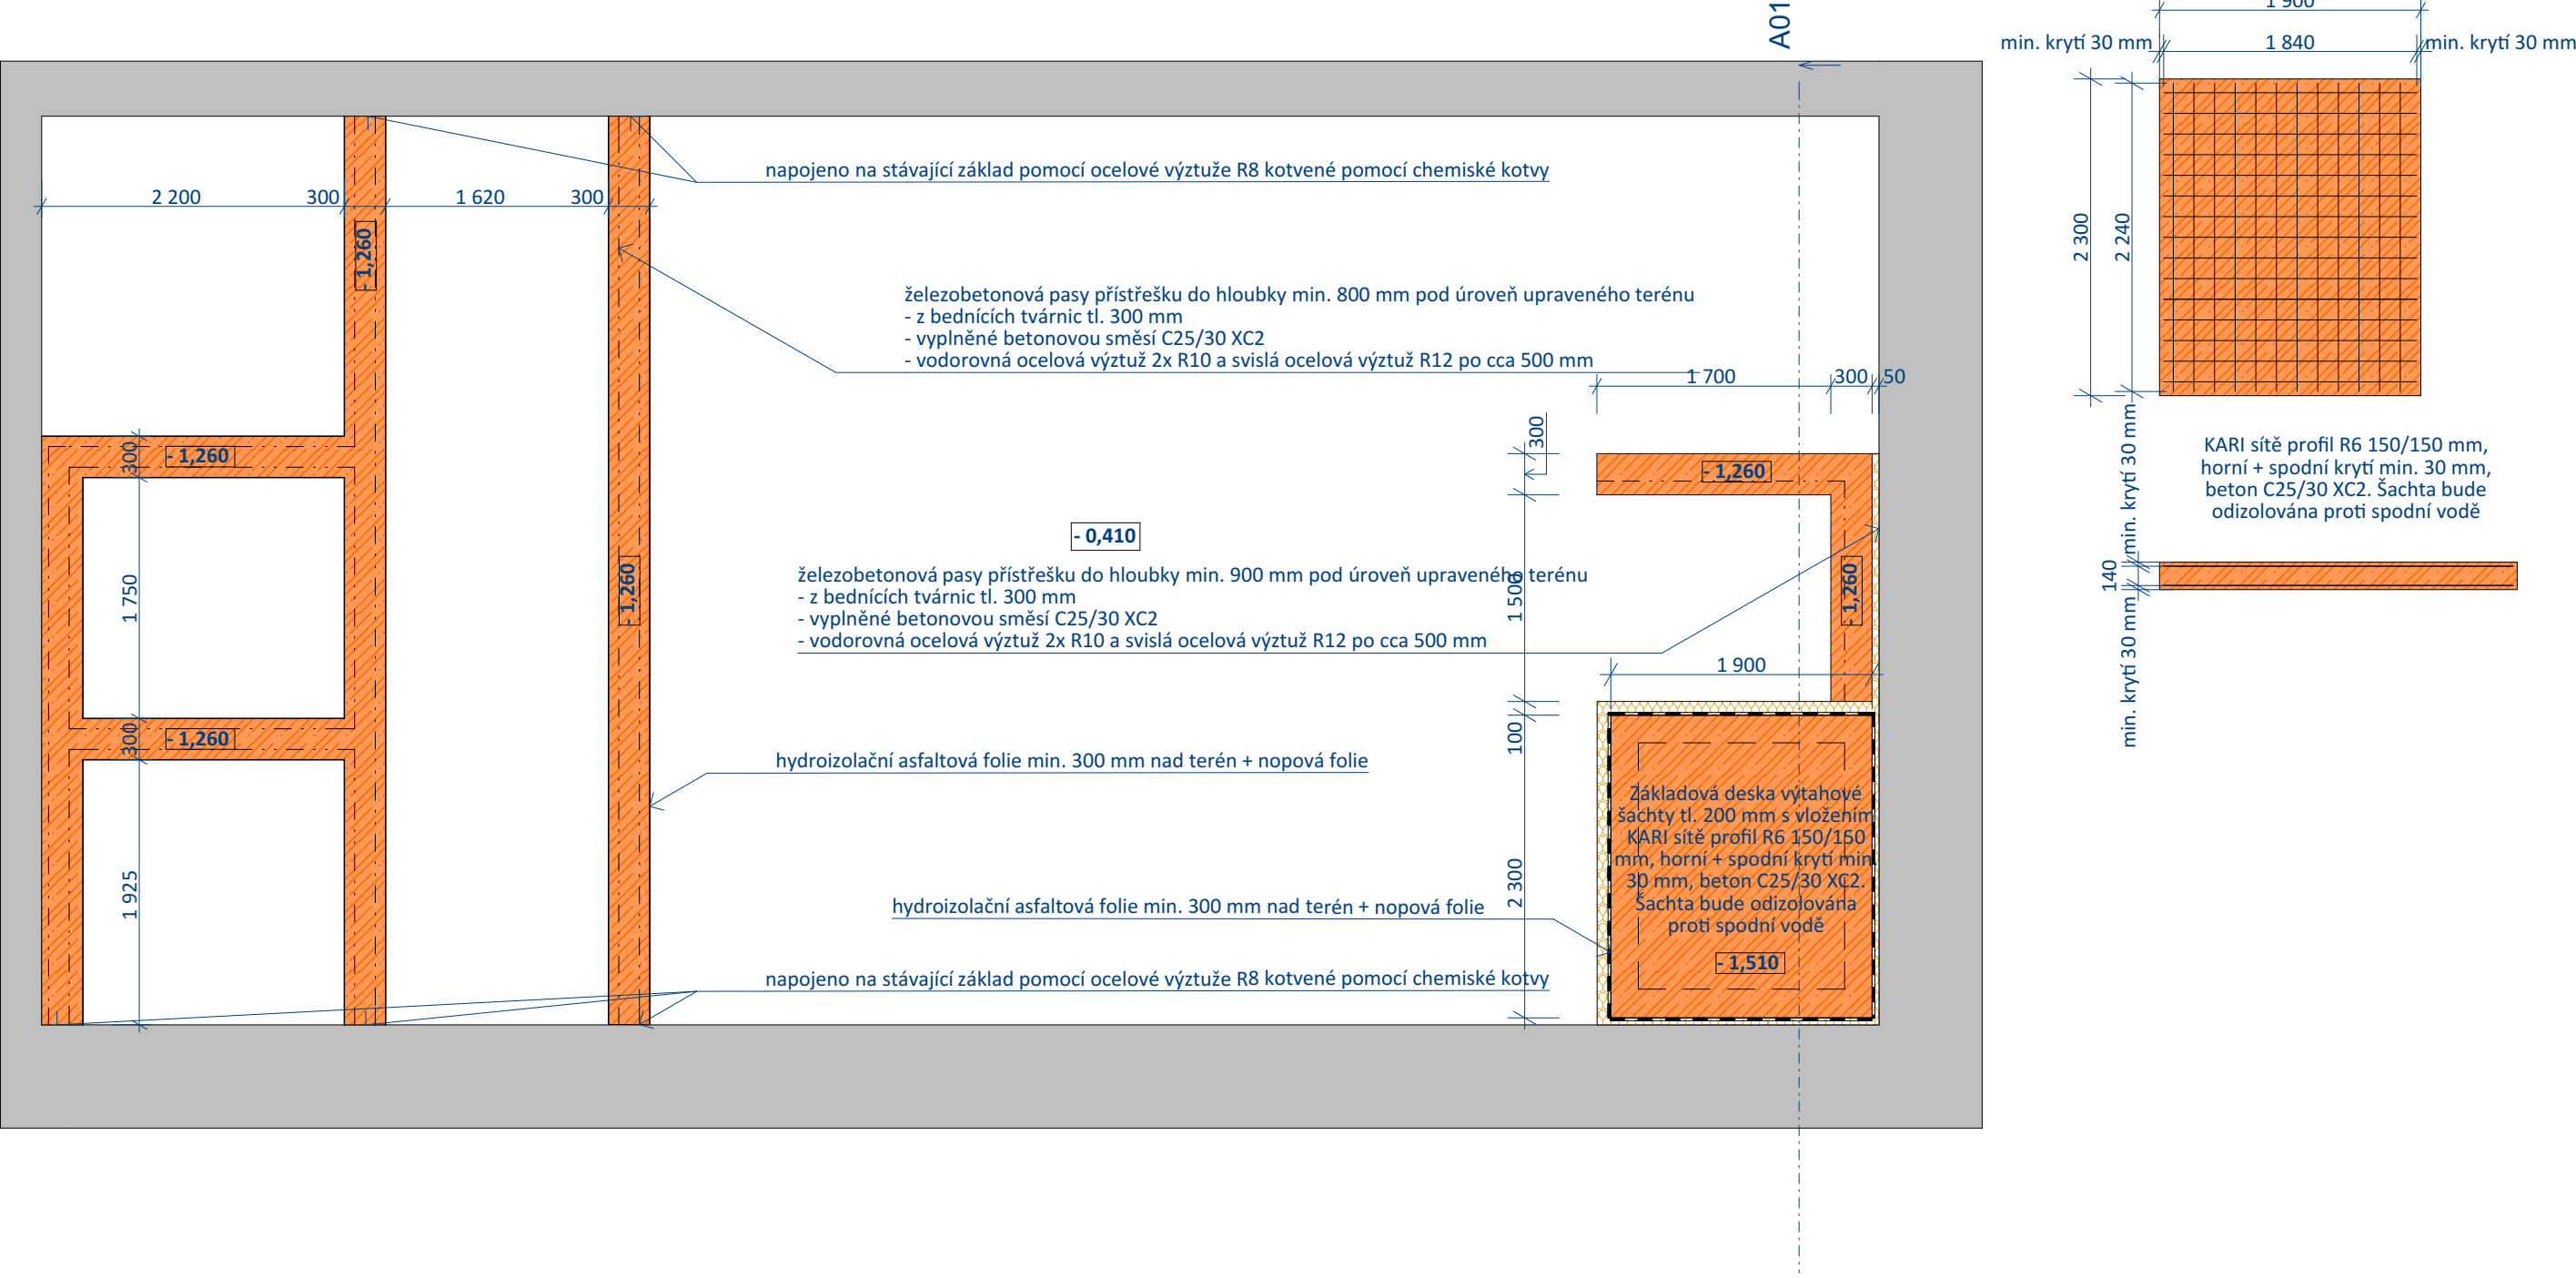 A01
1 900
min. krytí 30 mm
1 840
min. krytí 30 mm
napojeno na stávající základ pomocí ocelové výztuže R8 kotvené pomocí chemiské kotvy
2 200
300
1 620
300
- 1,260
2 300
2 240
železobetonová pasy přístřešku do hloubky min. 800 mm pod úroveň upraveného terénu
- z bednících tvárnic tl. 300 mm
- vyplněné betonovou směsí C25/30 XC2
- vodorovná ocelová výztuž 2x R10 a svislá ocelová výztuž R12 po cca 500 mm
1 700
300
50
300
300
- 1,260
- 1,260
min. krytí 30 mm
KARI sítě profil R6 150/150 mm,
horní + spodní krytí min. 30 mm,
beton C25/30 XC2. Šachta bude
odizolována proti spodní vodě
- 0,410
železobetonová pasy přístřešku do hloubky min. 900 mm pod úroveň upraveného terénu
- z bednících tvárnic tl. 300 mm
- vyplněné betonovou směsí C25/30 XC2
- vodorovná ocelová výztuž 2x R10 a svislá ocelová výztuž R12 po cca 500 mm
1 750
- 1,260
1 500
- 1,260
140
min. krytí 30 mm
1 900
300
- 1,260
100
hydroizolační asfaltová folie min. 300 mm nad terén + nopová folie
Základová deska výtahové
šachty tl. 200 mm s vložením
KARI sítě profil R6 150/150
mm, horní + spodní krytí min.
30 mm, beton C25/30 XC2.
Šachta bude odizolována
proti spodní vodě
- 1,510
1 925
2 300
hydroizolační asfaltová folie min. 300 mm nad terén + nopová folie
napojeno na stávající základ pomocí ocelové výztuže R8 kotvené pomocí chemiské kotvy